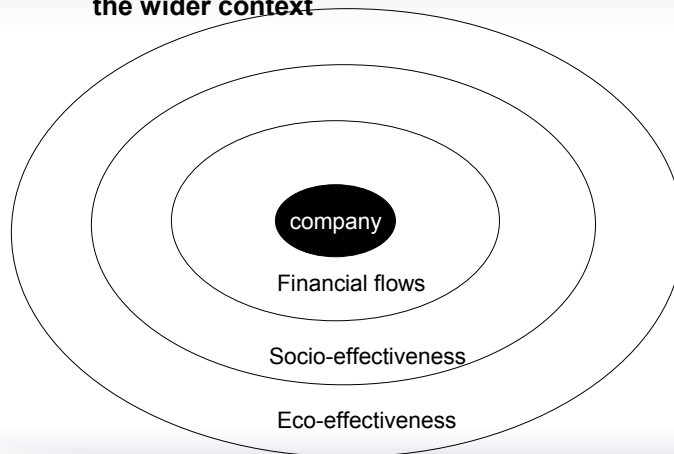 the wider context
company
Financial flows
Socio-effectiveness
Eco-effectiveness